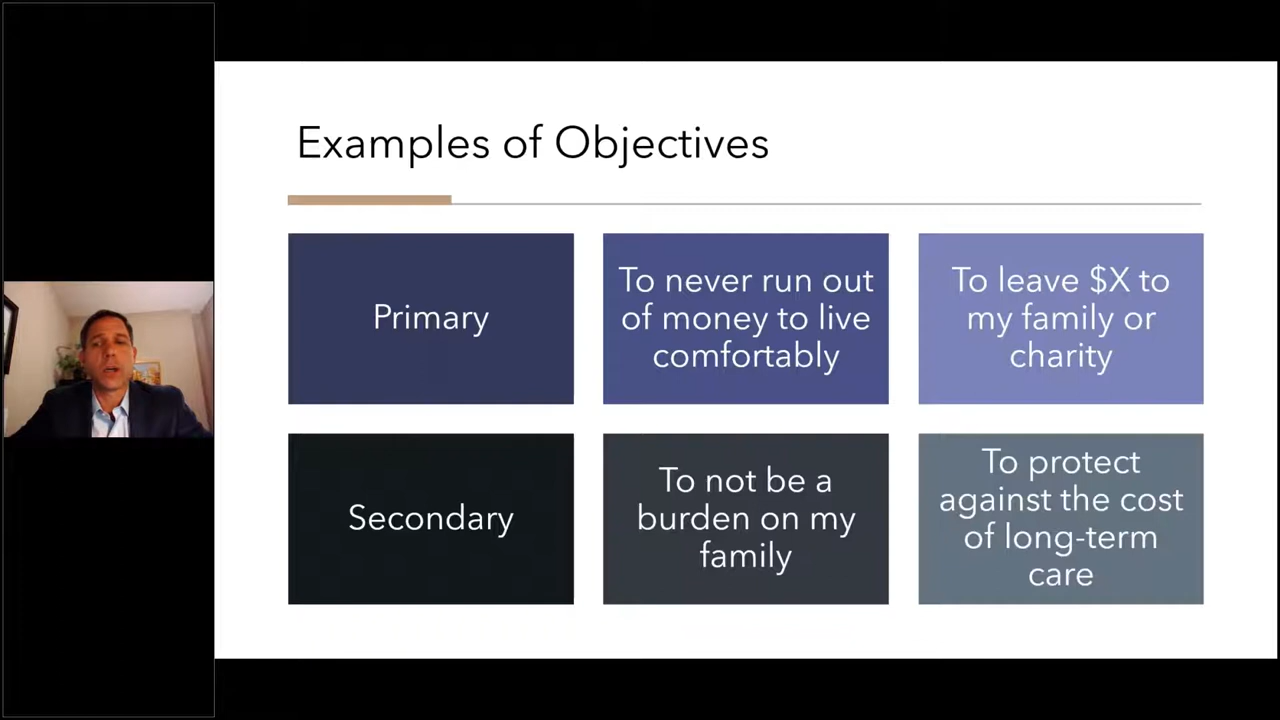 Examples of Objectives
Primary
To never run out
of money to live
comfortably
To leave $X to
my family or
charity
Secondary
To not be a
burden on my
family
To protect
against the cost
of long-term
care